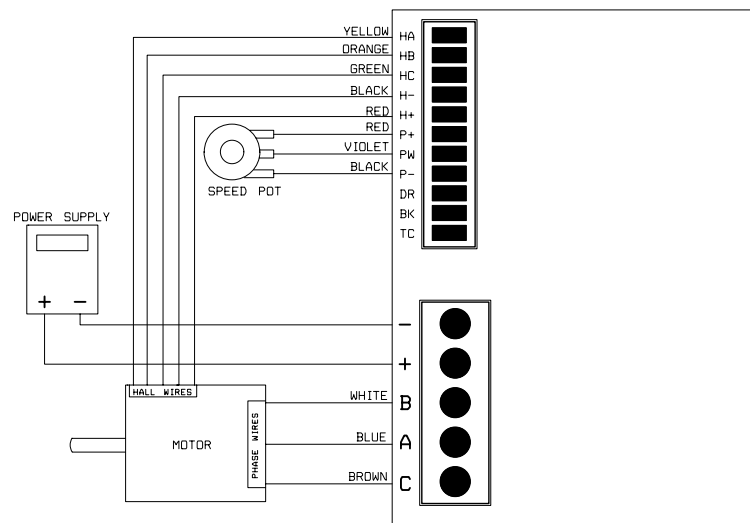 YELLOW HA
ORANGE HB
GREEN HC
BLACK H-
RED H+
RED P+
VIOLET PW
BLACK P-
DR
BK
TC
SPEED POT
POWER SUPPLY
+ -
-
+
HALL WIRES
WHITE B
MOTOR
PHASE WIRES
BLUE A
BROWN C